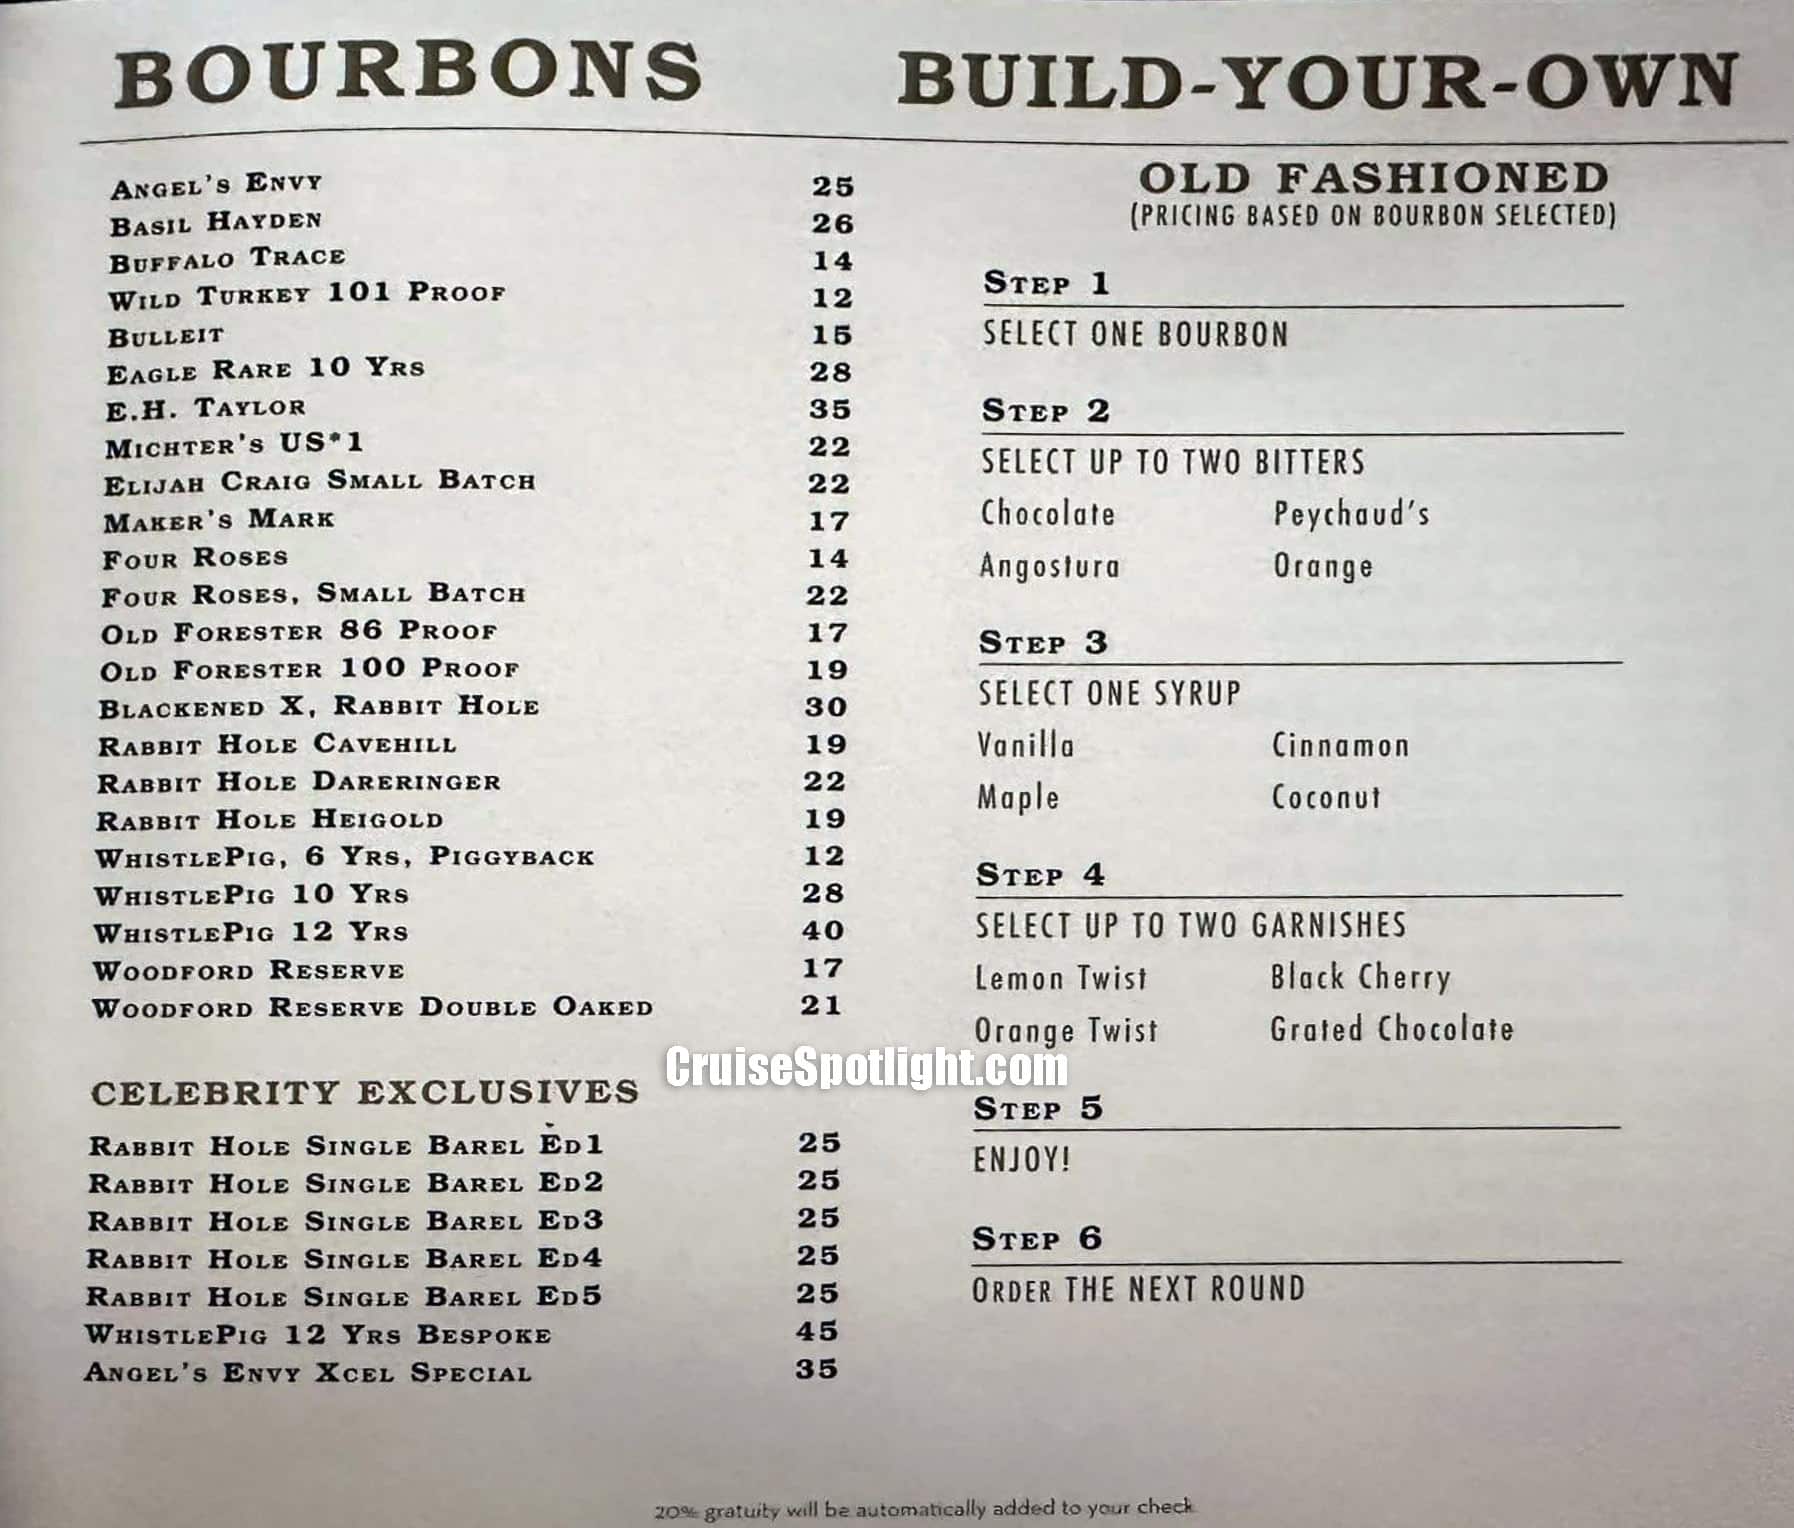 BOURBONS
ANGEL'S ENVY 25
BASIL HAYDEN 26
BUFFALO TRACE 14
WILD TURKEY 101 PROOF 12
BULLEIT 15
EAGLE RARE 10 YRS 28
E.H. TAYLOR 35
MICHTER'S US*1 22
ELIJAH CRAIG SMALL BATCH 22
MAKER'S MARK 17
FOUR ROSES 14
FOUR ROSES, SMALL BATCH 22
OLD FORESTER 86 PROOF 17
OLD FORESTER 100 PROOF 19
BLACKENED X, RABBIT HOLE 30
RABBIT HOLE CAVEHILL 19
RABBIT HOLE DARERINGER 22
RABBIT HOLE HEIGOLD 19
WHISTLEPIG, 6 YRS, PIGGYBACK 12
WHISTLEPIG 10 YRS 28
WHISTLEPIG 12 YRS 40
WOODFORD RESERVE 17
WOODFORD RESERVE DOUBLE OAKED 21
CELEBRITY EXCLUSIVES
RABBIT HOLE SINGLE BAREL ED1 25
RABBIT HOLE SINGLE BAREL ED2 25
RABBIT HOLE SINGLE BAREL ED3 25
RABBIT HOLE SINGLE BAREL ED4 25
RABBIT HOLE SINGLE BAREL ED5 25
WHISTLEPIG 12 YRS BESPOKE 45
ANGEL'S ENVY XCEL SPECIAL 35
BUILD-YOUR-OWN
OLD FASHIONED
(PRICING BASED ON BOURBON SELECTED)
STEP 1
SELECT ONE BOURBON
STEP 2
SELECT UP TO TWO BITTERS
Chocolate Peychaud's
Angostura Orange
STEP 3
SELECT ONE SYRUP
Vanilla Cinnamon
Maple Coconut
STEP 4
SELECT UP TO TWO GARNISHES
Lemon Twist Black Cherry
Orange Twist Grated Chocolate
CruiseSpotlight.com
STEP 5
ENJOY!
STEP 6
ORDER THE NEXT ROUND
20% gratuity will be automatically added to your check